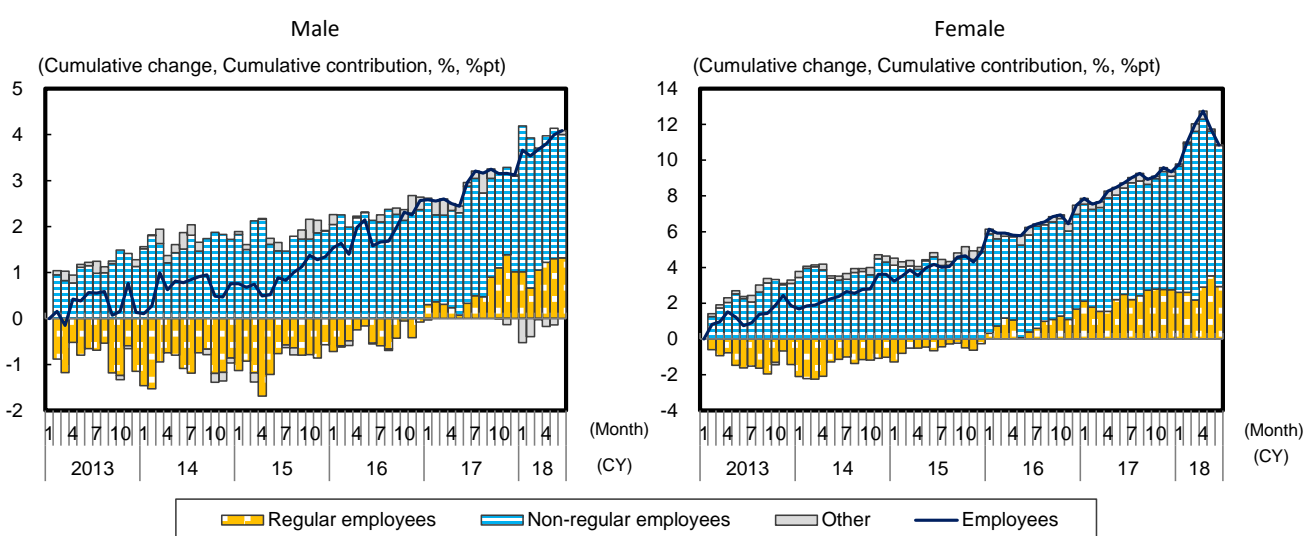 Male
(Cumulative change, Cumulative contribution, %, %pt)
5
4
3
2
1
0
-1
-2
1 4 7 10 1 4 7 10 1 4 7 10 1 4 7 10 1 4 7 10 1 4
(Month)
2013 14 15 16 17 18
(CY)
Female
(Cumulative change, Cumulative contribution, %, %pt)
14
12
10
8
6
4
2
0
-2
-4
1 4 7 10 1 4 7 10 1 4 7 10 1 4 7 10 1 4 7 10 1 4
(Month)
2013 14 15 16 17 18
(CY)
Regular employees Non-regular employees Other Employees